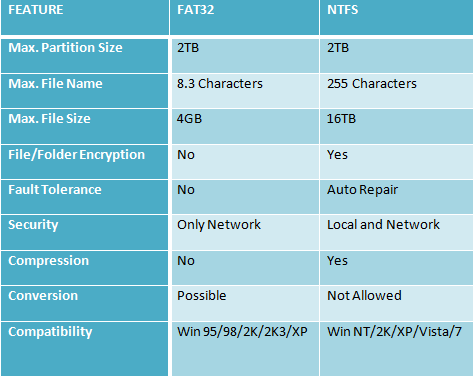 FEATURE FAT32 NTFS
Max. Partition Size 2TB 2TB
Max. File Name 8.3 Characters 255 Characters
Max. File Size 4GB 16TB
File/Folder Encryption No Yes
Fault Tolerance No Auto Repair
Security Only Network Local and Network
Compression No Yes
Conversion Possible Not Allowed
Compatibility Win 95/98/2K/2K3/XP Win NT/2K/XP/Vista/7